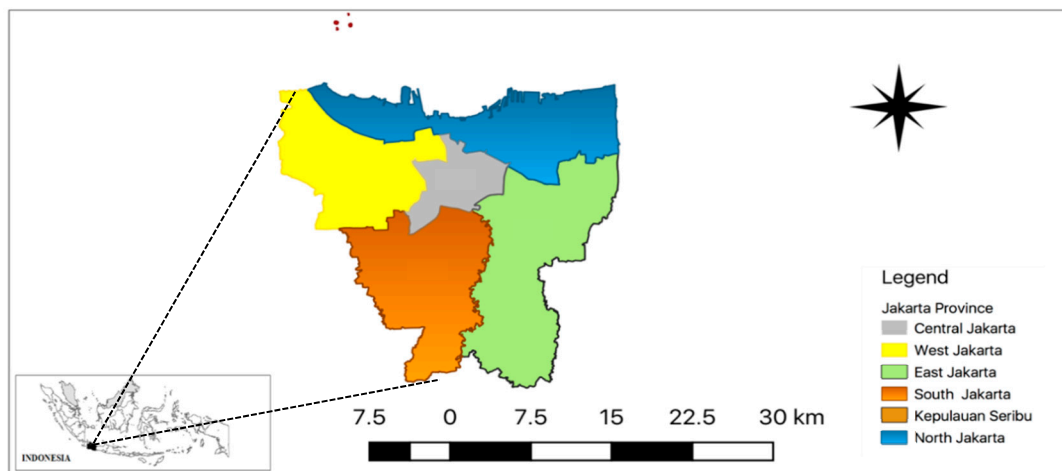 Legend
Jakarta Province
Central Jakarta
West Jakarta
East Jakarta
South Jakarta
Kepulauan Seribu
North Jakarta
7.5 0 7.5 15 22.5 30 km
INDONESIA